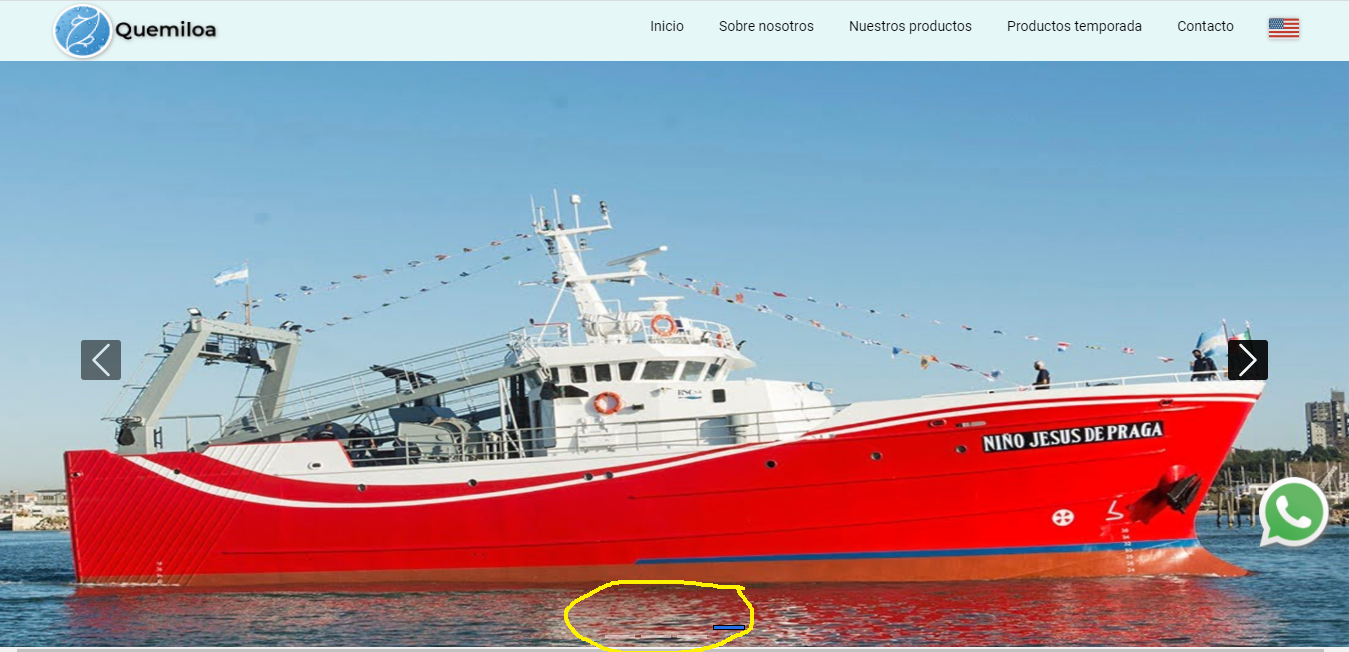 Quemiloa
Inicio
Sobre nosotros
Nuestros productos
Productos temporada
Contacto
NIÑO JESUS DE PRAGA